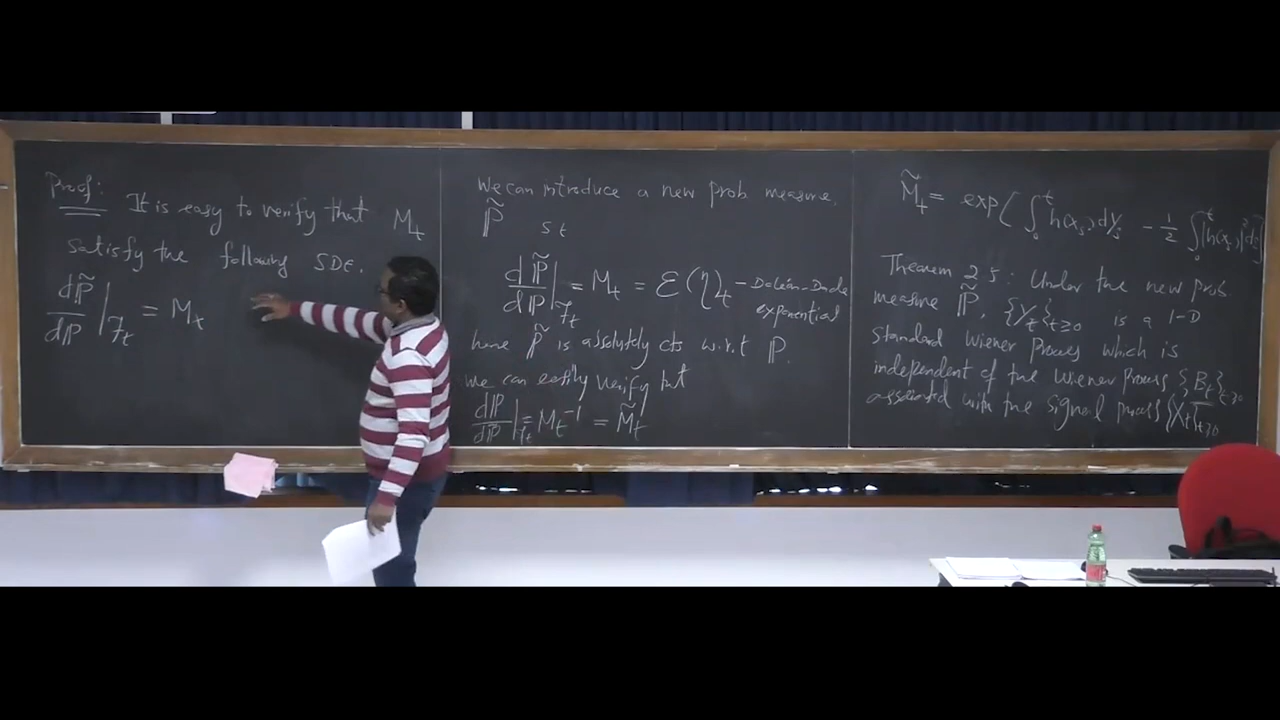 Proof: It is easy to verify that M_t
satisfy the following SDE.
dP̃/dP |_{F_t} = M_t
We can introduce a new prob. measure.
P̃ s.t
dP̃/dP |_{F_t} = M_t = ε(η)_t - Doléan-Dade
exponential
here P̃ is absolutely cts w.r.t P.
We can easily verify that
dP/dP̃ |_{F_t} = M_t^{-1} = M̃_t
M̃_t = exp( ∫_0^t h(X_s) dY_s - 1/2 ∫_0^t |h(X_s)|^2 ds )
Theorem 2.5: Under the new prob.
measure P̃, {Y_t}_{t≥0} is a 1-D
standard Wiener Process which is
independent of the Wiener Process {B_t}_{t≥0}
associated with the signal process {X_t}_{t≥0}